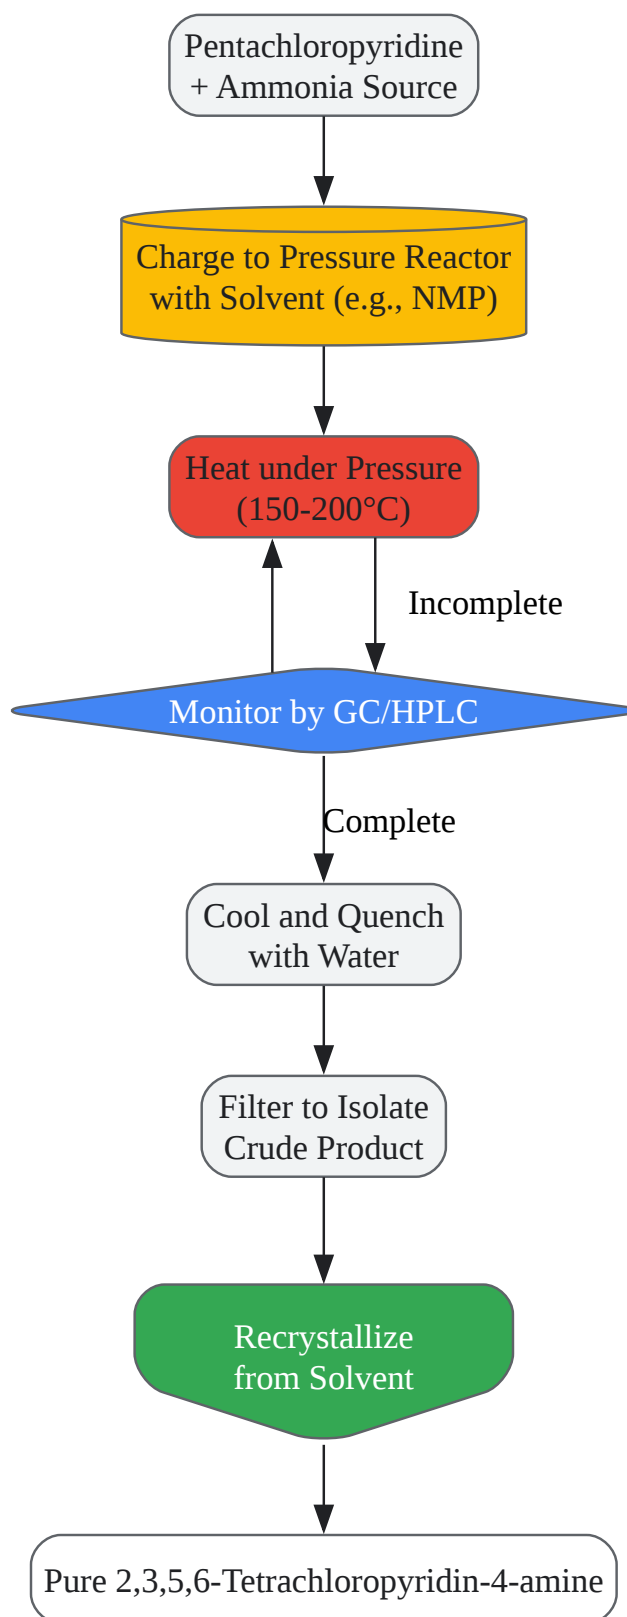 Pentachloropyridine
+ Ammonia Source
Charge to Pressure Reactor
with Solvent (e.g., NMP)
Heat under Pressure
(150-200°C)
Incomplete
Monitor by GC/HPLC
Complete
Cool and Quench
with Water
Filter to Isolate
Crude Product
Recrystallize
from Solvent
Pure 2,3,5,6-Tetrachloropyridin-4-amine